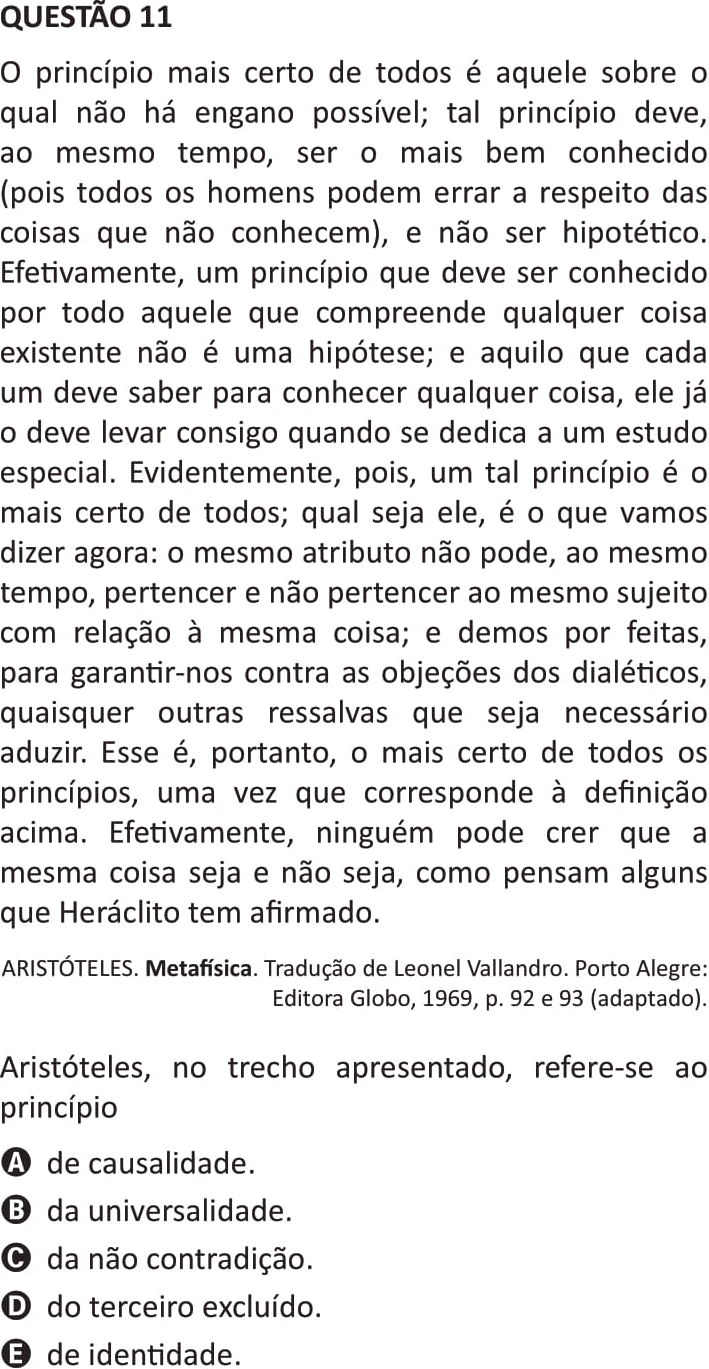 QUESTÃO 11
O princípio mais certo de todos é aquele sobre o
qual não há engano possível; tal princípio deve,
ao mesmo tempo, ser o mais bem conhecido
(pois todos os homens podem errar a respeito das
coisas que não conhecem), e não ser hipotético.
Efetivamente, um princípio que deve ser conhecido
por todo aquele que compreende qualquer coisa
existente não é uma hipótese; e aquilo que cada
um deve saber para conhecer qualquer coisa, ele já
o deve levar consigo quando se dedica a um estudo
especial. Evidentemente, pois, um tal princípio é o
mais certo de todos; qual seja ele, é o que vamos
dizer agora: o mesmo atributo não pode, ao mesmo
tempo, pertencer e não pertencer ao mesmo sujeito
com relação à mesma coisa; e demos por feitas,
para garantir-nos contra as objeções dos dialéticos,
quaisquer outras ressalvas que seja necessário
aduzir. Esse é, portanto, o mais certo de todos os
princípios, uma vez que corresponde à definição
acima. Efetivamente, ninguém pode crer que a
mesma coisa seja e não seja, como pensam alguns
que Heráclito tem afirmado.
ARISTÓTELES. Metafísica. Tradução de Leonel Vallandro. Porto Alegre:
Editora Globo, 1969, p. 92 e 93 (adaptado).
Aristóteles, no trecho apresentado, refere-se ao
princípio
A de causalidade.
B da universalidade.
C da não contradição.
D do terceiro excluído.
E de identidade.